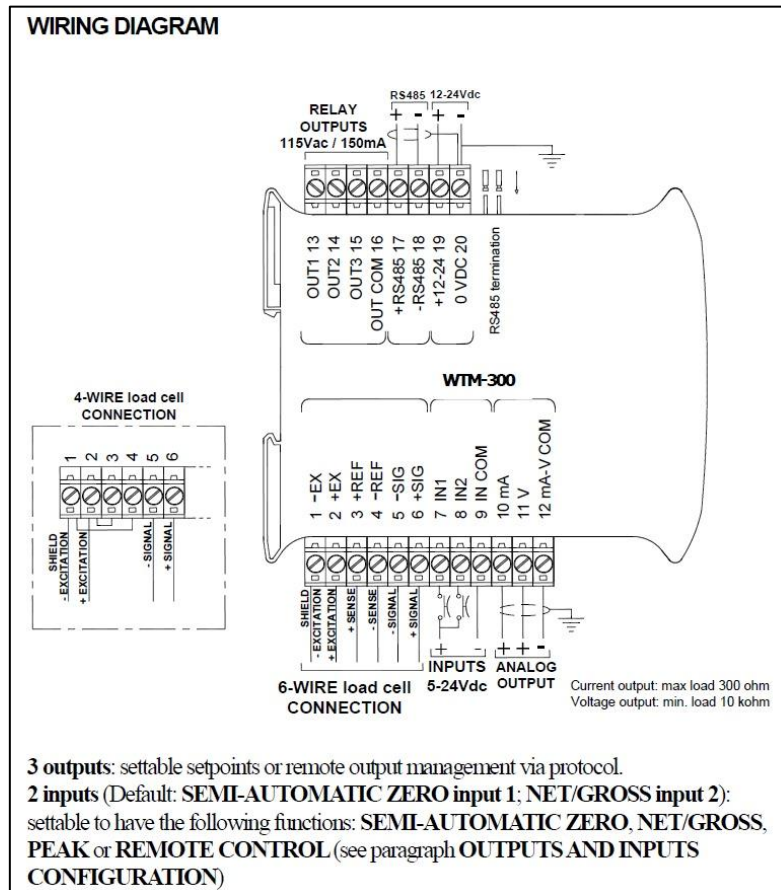 WIRING DIAGRAM
RS485 12-24Vdc
+ - + -
RELAY
OUTPUTS
115Vac / 150mA
OUT1 13
OUT2 14
OUT3 15
OUT COM 16
+RS485 17
-RS485 18
+12-24 19
0 VDC 20
RS485 termination
WTM-300
4-WIRE load cell
CONNECTION
1
2
3
4
5
6
SHIELD
- EXCITATION
+ EXCITATION
- SIGNAL
+ SIGNAL
1 -EX
2 +EX
3 +REF
4 -REF
5 -SIG
6 +SIG
7 IN1
8 IN2
9 IN COM
10 mA
11 V
12 mA-V COM
SHIELD
- EXCITATION
+ EXCITATION
+ SENSE
- SENSE
- SIGNAL
+ SIGNAL
+ - + + -
6-WIRE load cell
CONNECTION
INPUTS
5-24Vdc
ANALOG
OUTPUT
Current output: max load 300 ohm
Voltage output: min. load 10 kohm
3 outputs: settable setpoints or remote output management via protocol.
2 inputs (Default: SEMI-AUTOMATIC ZERO input 1; NET/GROSS input 2):
settable to have the following functions: SEMI-AUTOMATIC ZERO, NET/GROSS,
PEAK or REMOTE CONTROL (see paragraph OUTPUTS AND INPUTS
CONFIGURATION)